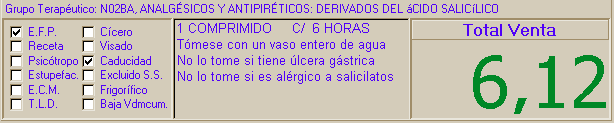 Grupo Terapéutico: N02BA, ANALGÉSICOS Y ANTIPIRÉTICOS: DERIVADOS DEL áCIDO SALICíLICO
E.F.P. Cícero
Receta Visado
Psicótropo Caducidad
Estupefac. Excluido S.S.
E.C.M. Frigorífico
T.L.D. Baja Vdmcum.
1 COMPRIMIDO C/ 6 HORAS
Tómese con un vaso entero de agua
No lo tome si tiene úlcera gástrica
No lo tome si es alérgico a salicilatos
Total Venta
6,12